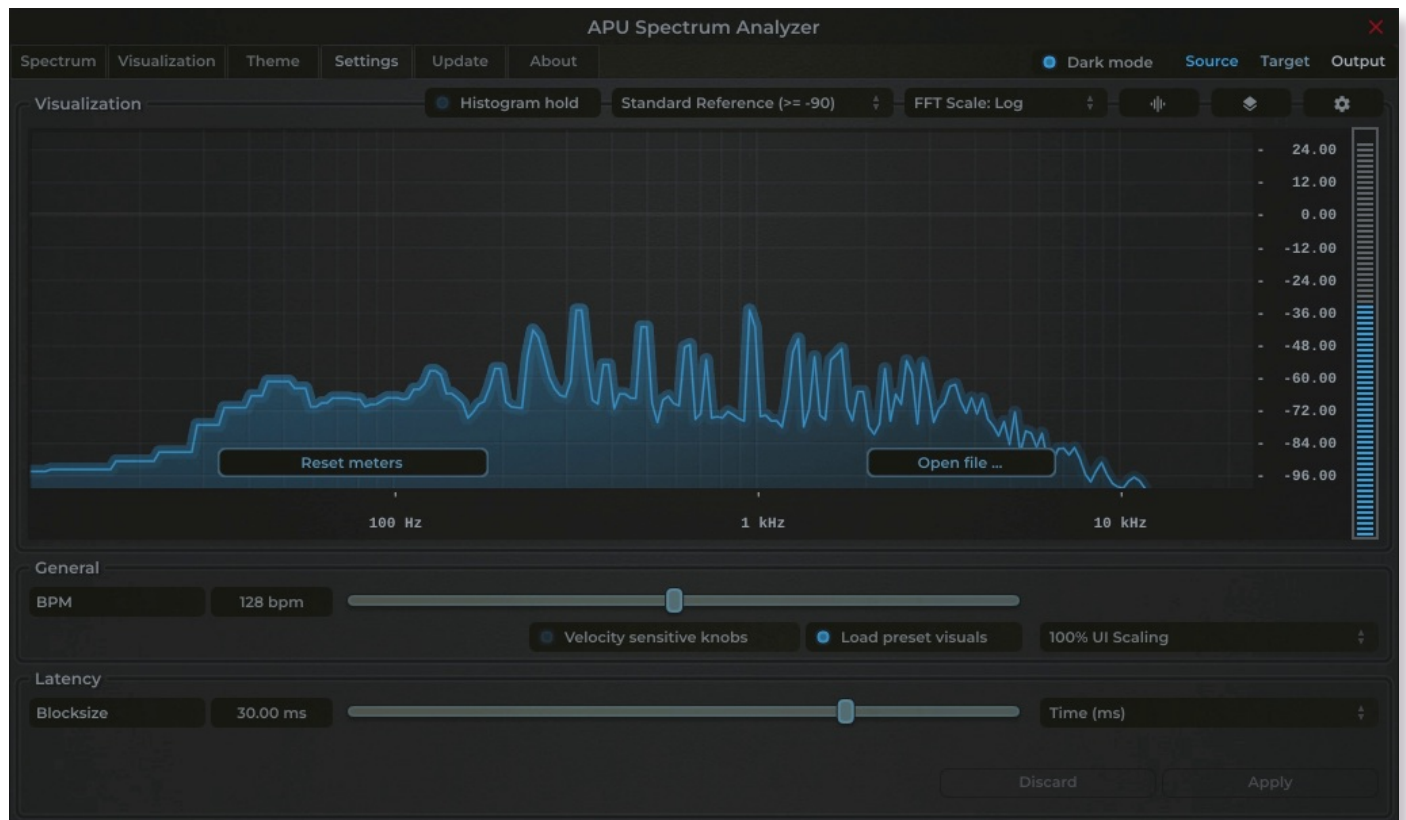 APU Spectrum Analyzer
Spectrum Visualization Theme Settings Update About Dark mode Source Target Output
Visualization Histogram hold Standard Reference (>= -90) FFT Scale: Log
- 24.00
- 12.00
- 0.00
- -12.00
- -24.00
- -36.00
- -48.00
- -60.00
- -72.00
- -84.00
Reset meters Open file ...
- -96.00
100 Hz 1 kHz 10 kHz
General
BPM 128 bpm
Velocity sensitive knobs Load preset visuals 100% UI Scaling
Latency
Blocksize 30.00 ms Time (ms)
Discard Apply